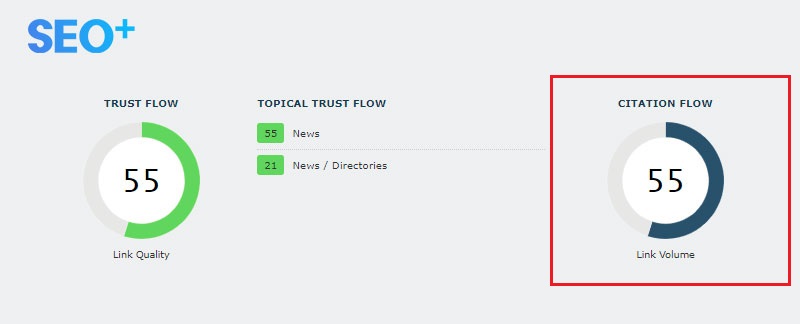 SEO+
TRUST FLOW
55
Link Quality
TOPICAL TRUST FLOW
55 News
21 News / Directories
CITATION FLOW
55
Link Volume